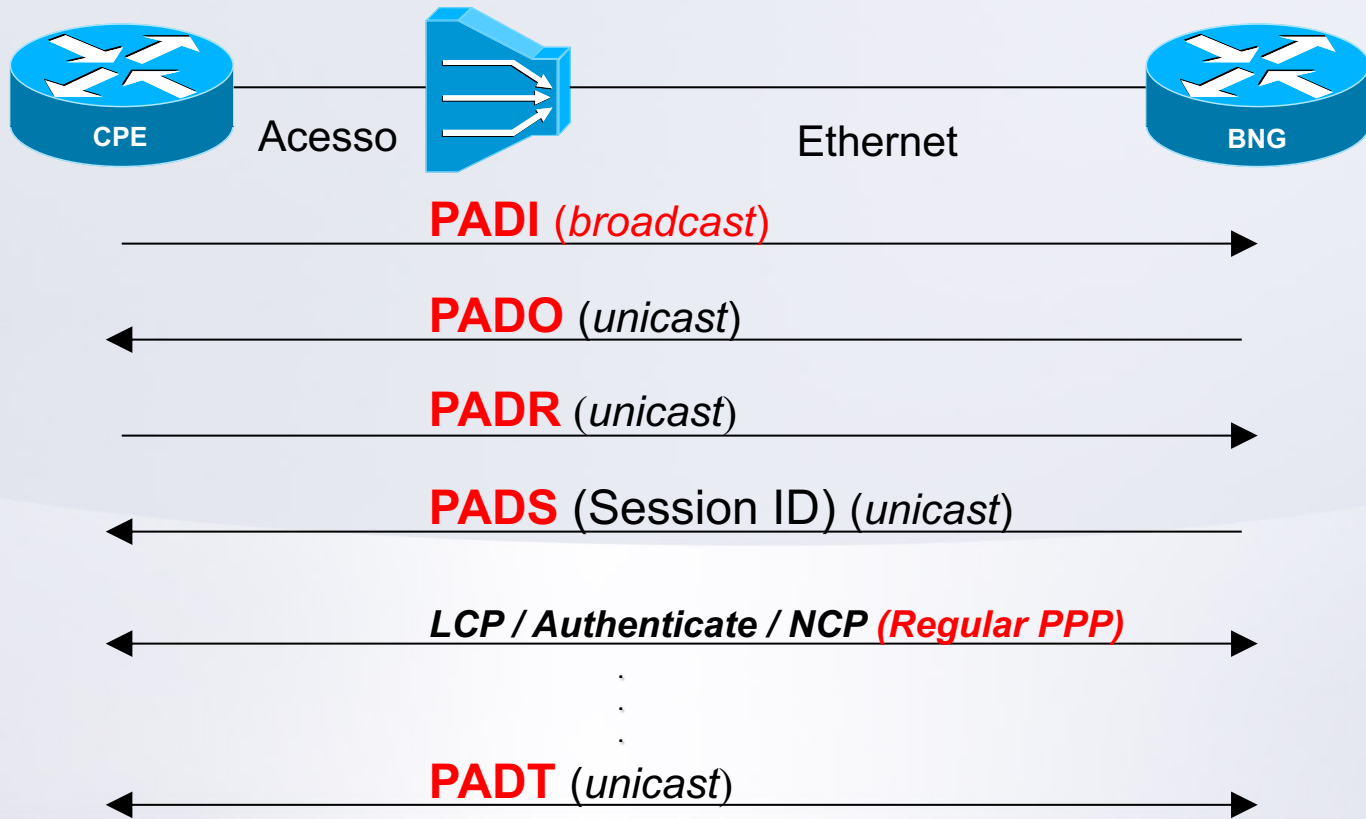 CPE
Acesso
Ethernet
BNG
PADI (broadcast)
PADO (unicast)
PADR (unicast)
PADS (Session ID) (unicast)
LCP / Authenticate / NCP (Regular PPP)
.
.
.
PADT (unicast)